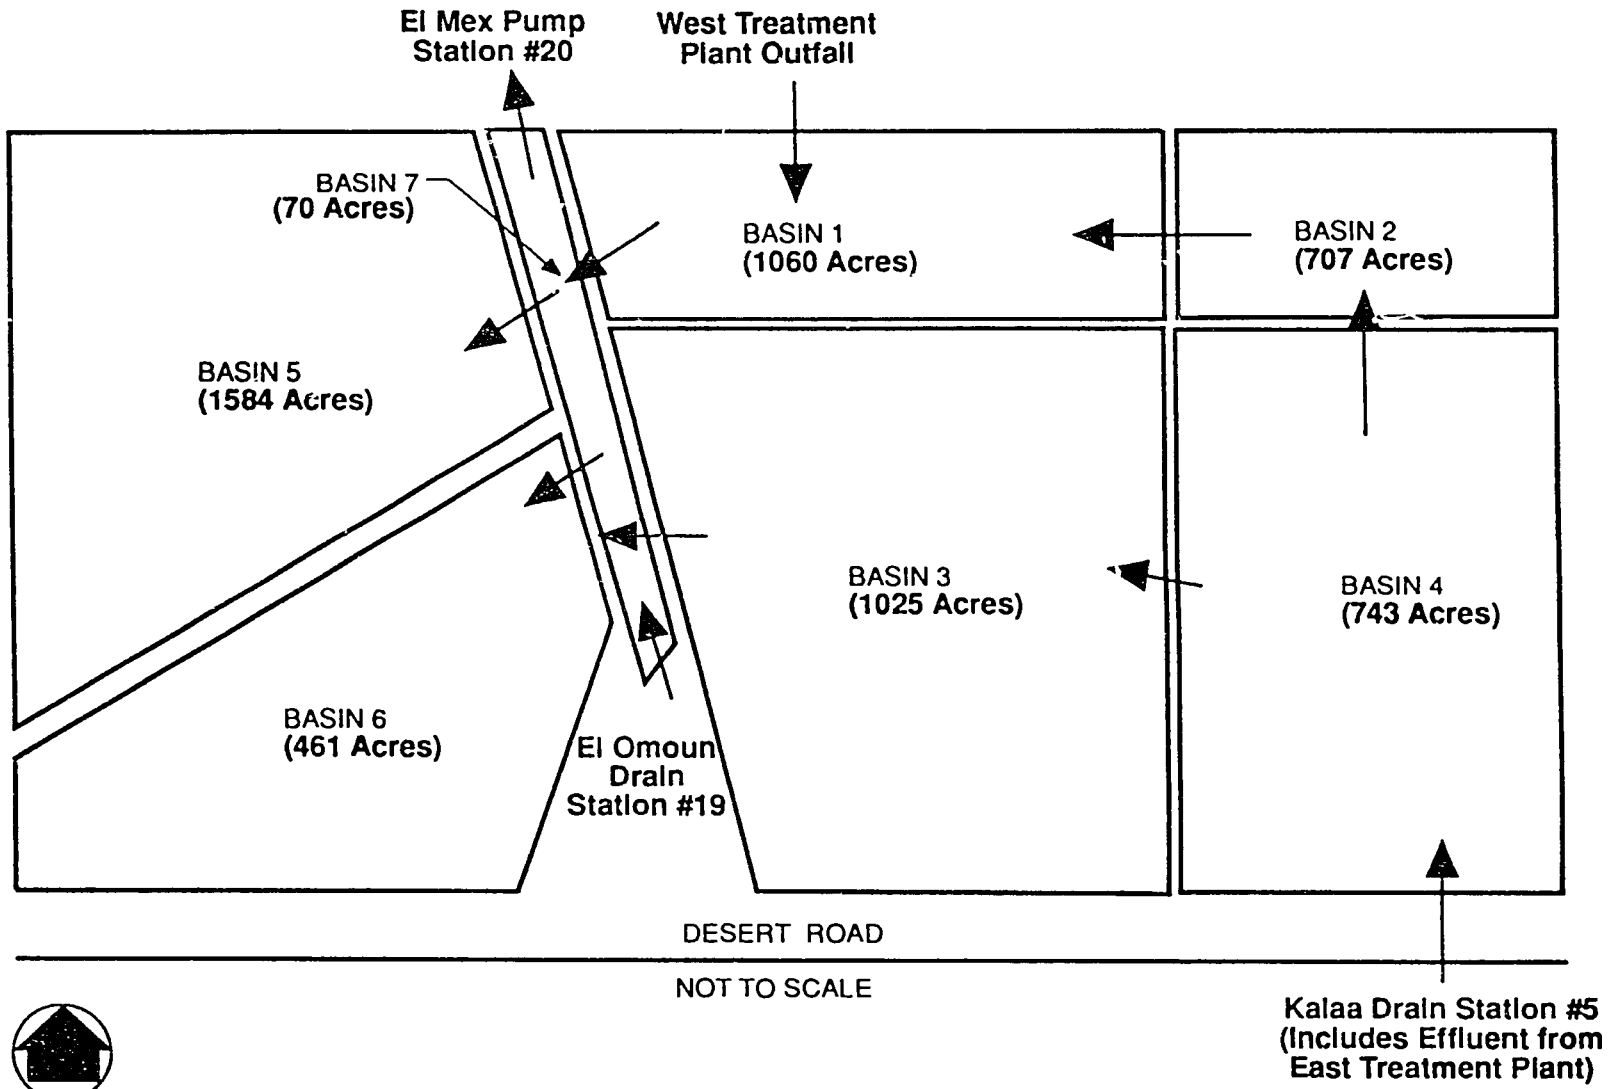 El Mex Pump
Station #20
West Treatment
Plant Outfall
BASIN 7
(70 Acres)
BASIN 1
(1060 Acres)
BASIN 2
(707 Acres)
BASIN 5
(1584 Acres)
BASIN 3
(1025 Acres)
BASIN 4
(743 Acres)
BASIN 6
(461 Acres)
El Omoun
Drain
Station #19
DESERT ROAD
NOT TO SCALE
Kalaa Drain Station #5
(Includes Effluent from
East Treatment Plant)